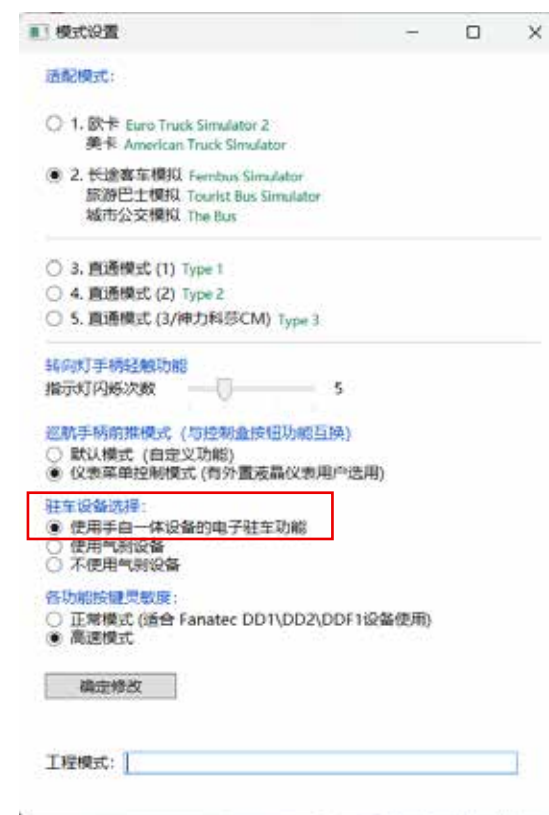 模式设置
适配模式:
1. 欧卡 Euro Truck Simulator 2
美卡 American Truck Simulator
2. 长途客车模拟 Fernbus Simulator
旅游巴士模拟 Tourist Bus Simulator
城市公交模拟 The Bus
3. 直通模式 (1) Type 1
4. 直通模式 (2) Type 2
5. 直通模式 (3/神力科莎CM) Type 3
转向灯手柄轻触功能
指示灯闪烁次数 5
巡航手柄前推模式 (与控制盒按钮功能互换)
默认模式 (自定义功能)
仪表菜单控制模式 (有外置液晶仪表用户选用)
驻车设备选择:
使用手自一体设备的电子驻车功能
使用气刹设备
不使用气刹设备
各功能按键灵敏度:
正常模式 (适合 Fanatec DD1\DD2\DDF1设备使用)
高速模式
确定修改
工程模式: